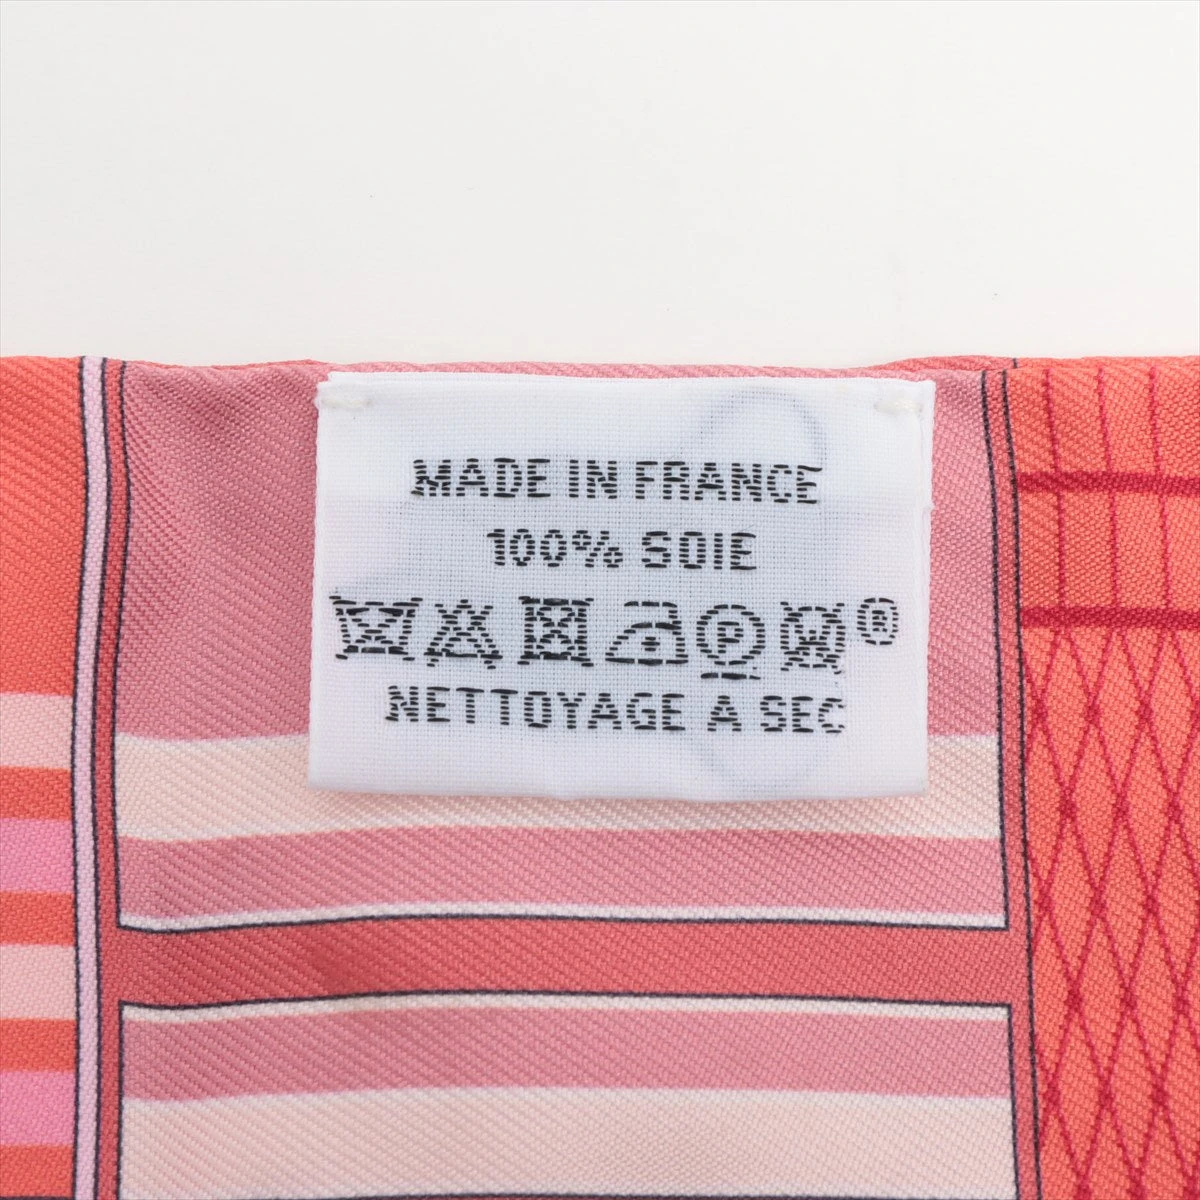 MADE IN FRANCE
100% SOIE
P ®
NETTOYAGE A SEC